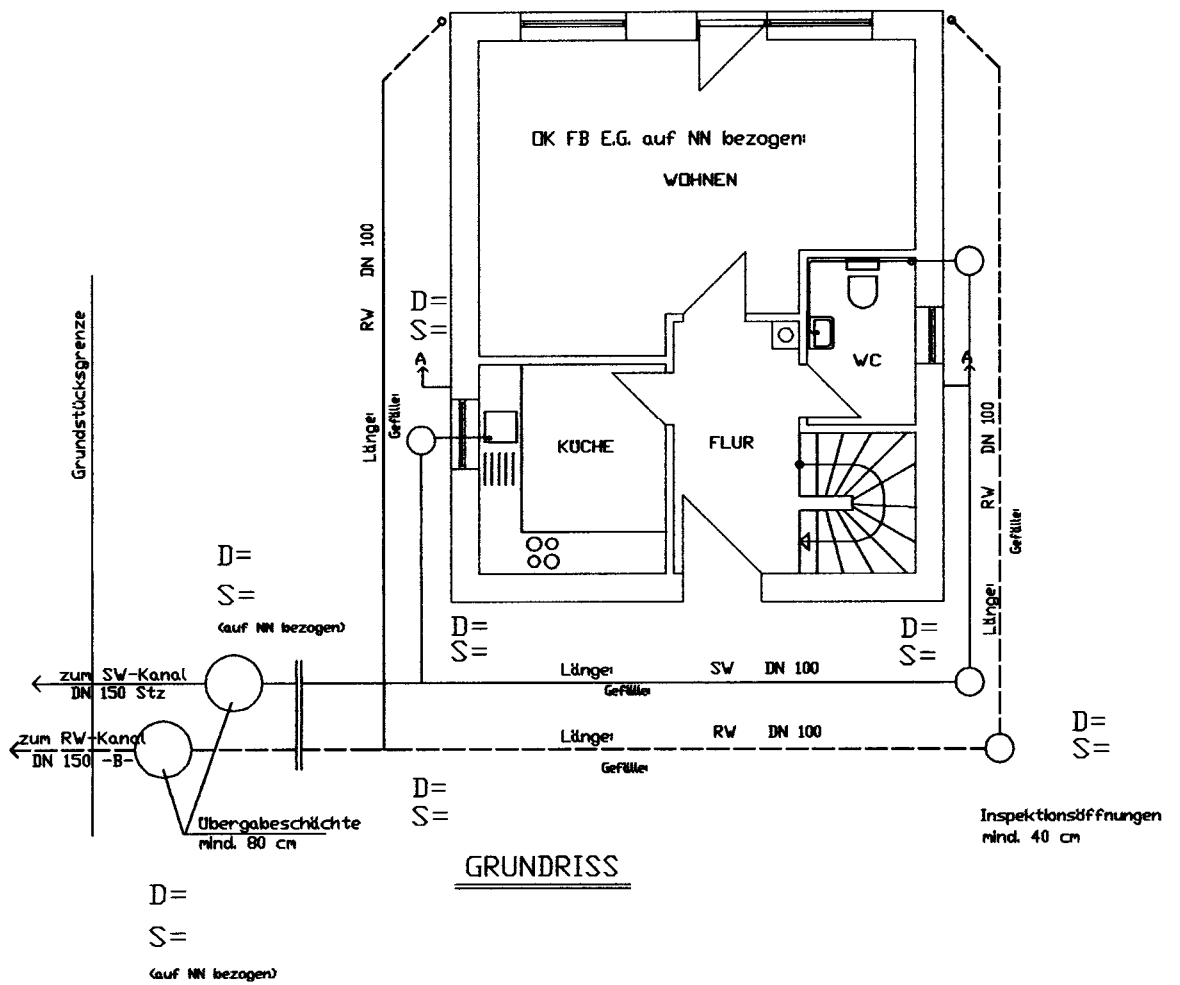 OK FB E.G. auf NN bezogen:
WOHNEN
RW DN 100
Länge:
Gefälle:
Grundstücksgrenze
D=
S=
A
WC
A
KÜCHE
FLUR
RW DN 100
Länge:
Gefälle:
D=
S=
(auf NN bezogen)
D=
S=
D=
S=
zum SW-Kanal
DN 150 Stz
Länge: SW DN 100
Gefälle:
zum RW-Kanal
DN 150 -B-
Länge: RW DN 100
Gefälle:
D=
S=
D=
S=
Übergabeschächte
mind. 80 cm
Inspektionsöffnungen
mind. 40 cm
GRUNDRISS
D=
S=
(auf NN bezogen)